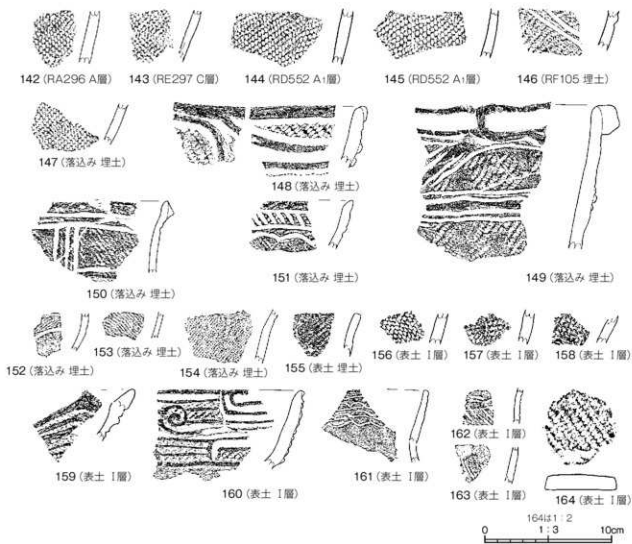 142 (RA296 A層) 143 (RE297 C層) 144 (RD552 A1層) 145 (RD552 A1層) 146 (RF105 埋土)
147 (落込み 埋土)
148 (落込み 埋土)
149 (落込み 埋土)
150 (落込み 埋土)
151 (落込み 埋土)
152 (落込み 埋土)
153 (落込み 埋土)
154 (落込み 埋土)
155 (表土 埋土)
156 (表土 Ⅰ層)
157 (表土 Ⅰ層)
158 (表土 Ⅰ層)
159 (表土 Ⅰ層)
160 (表土 Ⅰ層)
161 (表土 Ⅰ層)
162 (表土 Ⅰ層)
163 (表土 Ⅰ層)
164 (表土 Ⅰ層)
164は1:2
0 1:3 10cm